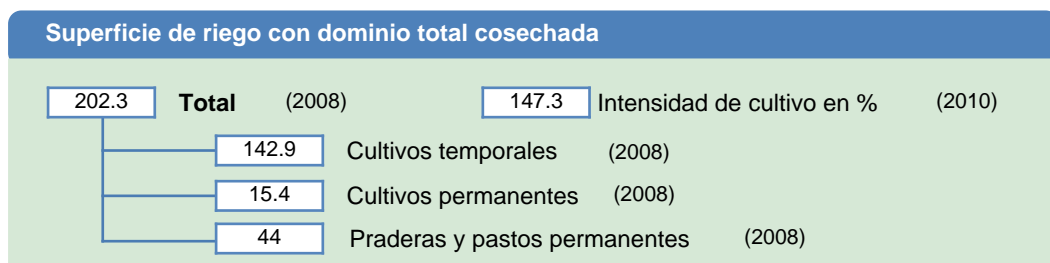 Superficie de riego con dominio total cosechada
202.3 Total (2008) 147.3 Intensidad de cultivo en % (2010)
142.9 Cultivos temporales (2008)
15.4 Cultivos permanentes (2008)
44 Praderas y pastos permanentes (2008)